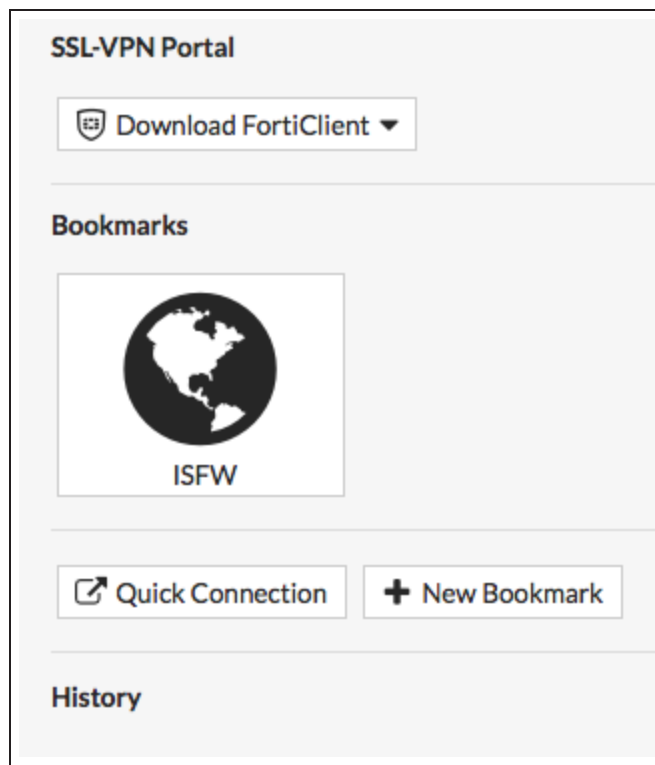 SSL-VPN Portal
Download FortiClient
Bookmarks
ISFW
Quick Connection
New Bookmark
History